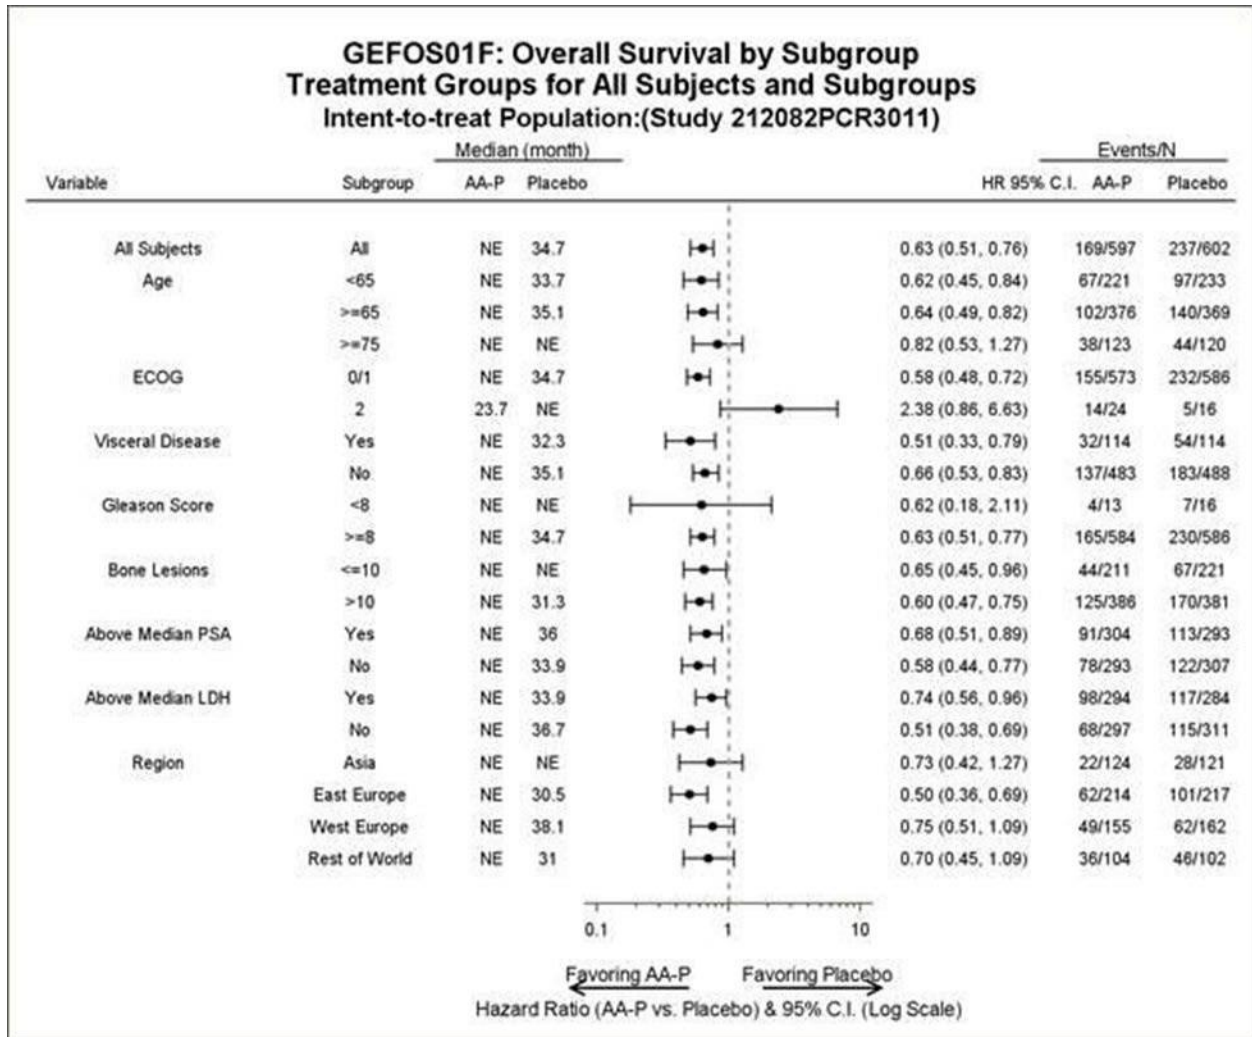 GEFOS01F: Overall Survival by Subgroup
Treatment Groups for All Subjects and Subgroups
Intent-to-treat Population:(Study 212082PCR3011)
Median (month) Events/N
Variable Subgroup AA-P Placebo HR 95% C.I. AA-P Placebo
All Subjects All NE 34.7 0.63 (0.51, 0.76) 169/597 237/602
Age <65 NE 33.7 0.62 (0.45, 0.84) 67/221 97/233
>=65 NE 35.1 0.64 (0.49, 0.82) 102/376 140/369
>=75 NE NE 0.82 (0.53, 1.27) 38/123 44/120
ECOG 0/1 NE 34.7 0.58 (0.48, 0.72) 155/573 232/586
2 23.7 NE 2.38 (0.86, 6.63) 14/24 5/16
Visceral Disease Yes NE 32.3 0.51 (0.33, 0.79) 32/114 54/114
No NE 35.1 0.66 (0.53, 0.83) 137/483 183/488
Gleason Score <8 NE NE 0.62 (0.18, 2.11) 4/13 7/16
>=8 NE 34.7 0.63 (0.51, 0.77) 165/584 230/586
Bone Lesions <=10 NE NE 0.65 (0.45, 0.96) 44/211 67/221
>10 NE 31.3 0.60 (0.47, 0.75) 125/386 170/381
Above Median PSA Yes NE 36 0.68 (0.51, 0.89) 91/304 113/293
No NE 33.9 0.58 (0.44, 0.77) 78/293 122/307
Above Median LDH Yes NE 33.9 0.74 (0.56, 0.96) 98/294 117/284
No NE 36.7 0.51 (0.38, 0.69) 68/297 115/311
Region Asia NE NE 0.73 (0.42, 1.27) 22/124 28/121
East Europe NE 30.5 0.50 (0.36, 0.69) 62/214 101/217
West Europe NE 38.1 0.75 (0.51, 1.09) 49/155 62/162
Rest of World NE 31 0.70 (0.45, 1.09) 36/104 46/102
0.1 1 10
Favoring AA-P Favoring Placebo
Hazard Ratio (AA-P vs. Placebo) & 95% C.I. (Log Scale)